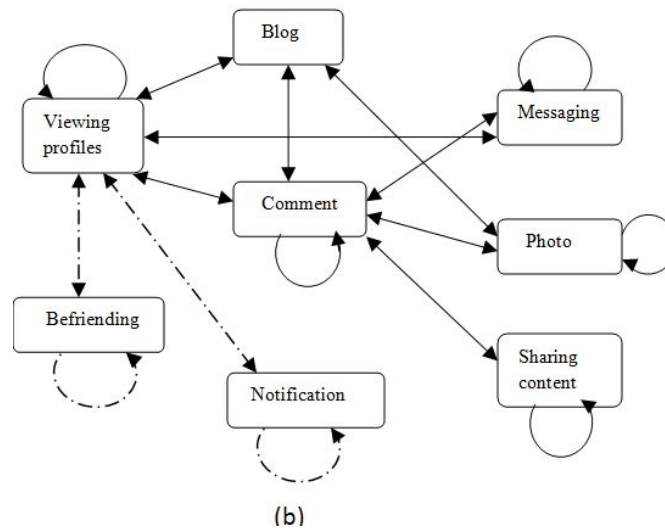 Blog
Viewing
profiles
Messaging
Comment
Photo
Befriending
Sharing
content
Notification
(b)